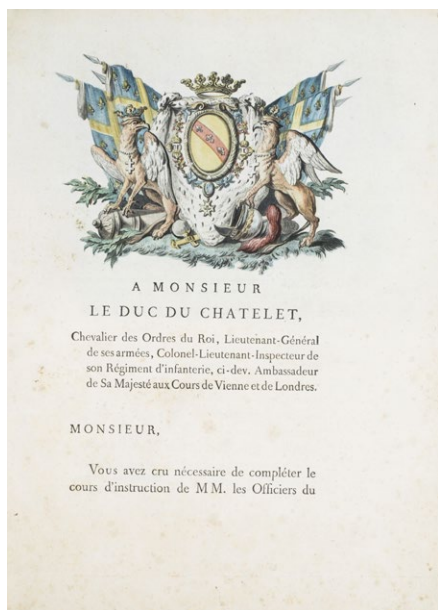 A MONSIEUR
LE DUC DU CHATELET,
Chevalier des Ordres du Roi, Lieutenant-Général
de ses armées, Colonel-Lieutenant-Inspecteur de
son Régiment d'infanterie, ci-dev. Ambassadeur
de Sa Majesté aux Cours de Vienne et de Londres.
MONSIEUR,
Vous avez cru nécessaire de compléter le
cours d'instruction de MM. les Officiers du